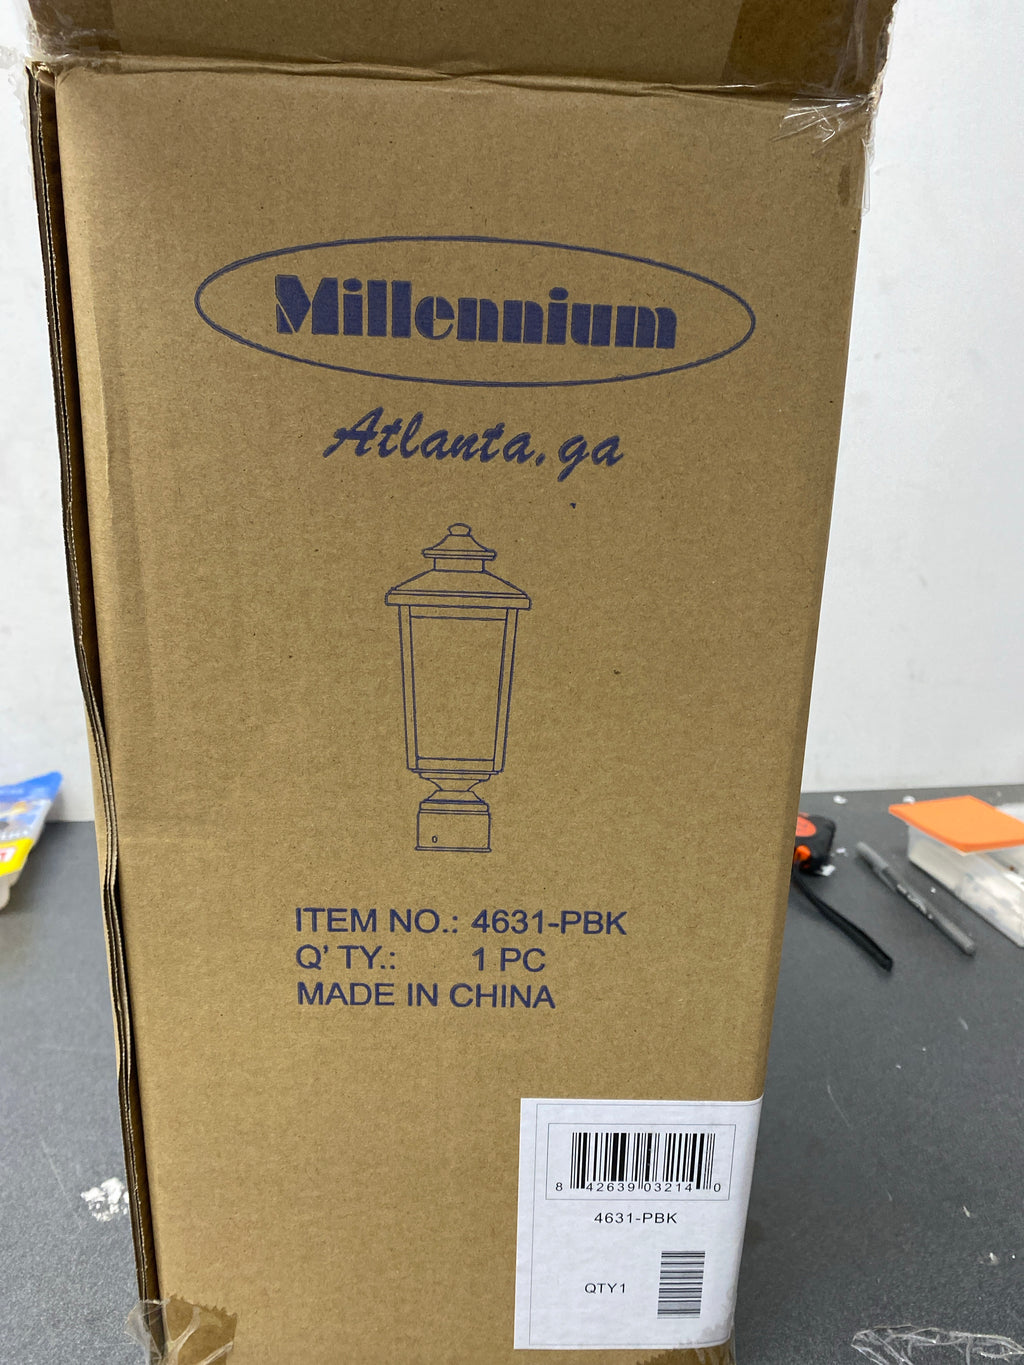 Millennium
Atlanta, ga
ITEM NO.: 4631-PBK
Q' TY.: 1 PC
MADE IN CHINA
8 42639 03214 0
4631-PBK
QTY1